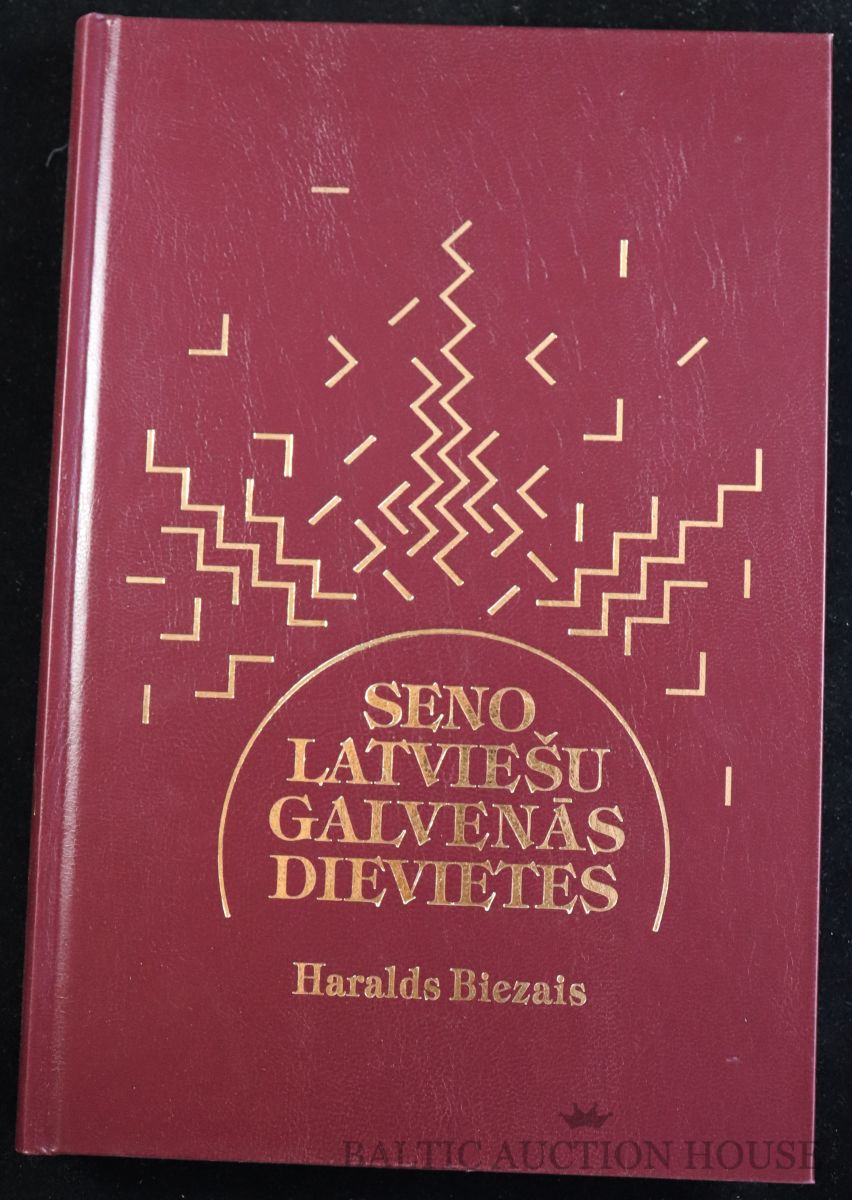 SENO
LATVIEŠU
GALVENĀS
DIEVIETES
Haralds Biezais
BALTIC AUCTION HOUSE